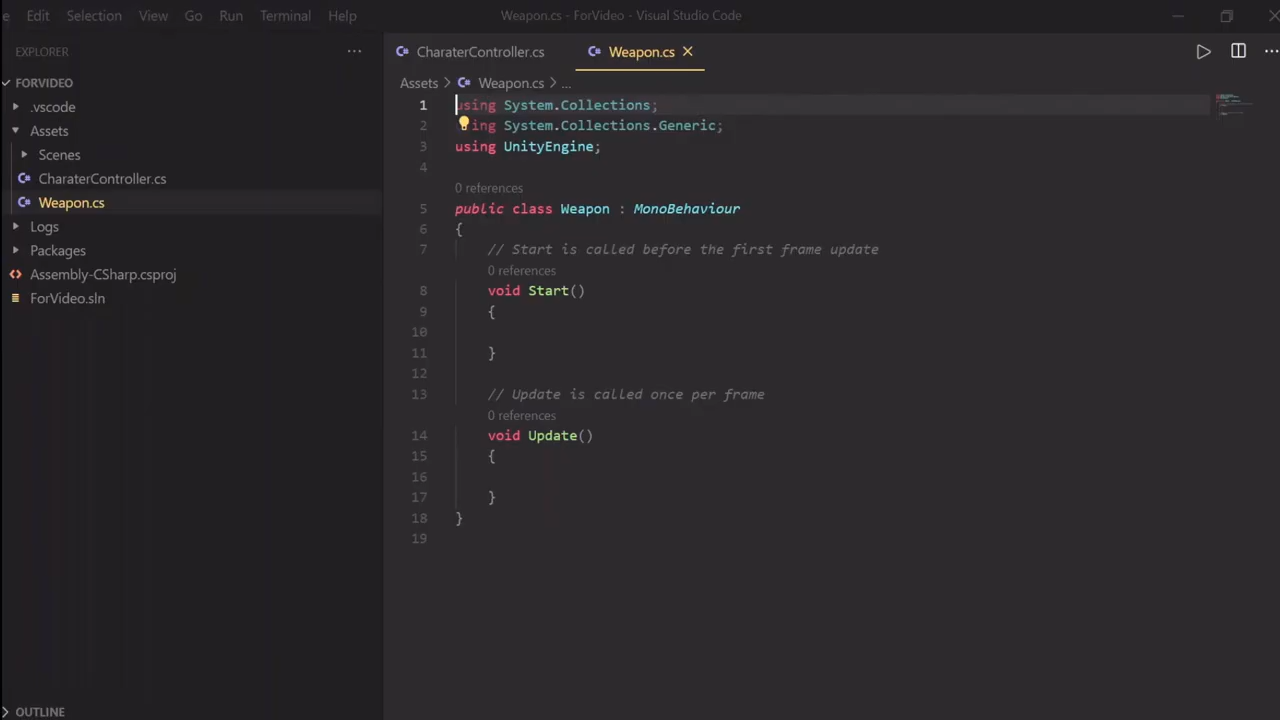 Edit Selection View Go Run Terminal Help
Weapon.cs - ForVideo - Visual Studio Code
EXPLORER
FORVIDEO
.vscode
Assets
Scenes
CharaterController.cs
Weapon.cs
Logs
Packages
Assembly-CSharp.csproj
ForVideo.sln
OUTLINE
CharaterController.cs Weapon.cs
Assets > Weapon.cs > ...
1 using System.Collections;
2 ing System.Collections.Generic;
3 using UnityEngine;
4
0 references
5 public class Weapon : MonoBehaviour
6 {
7 // Start is called before the first frame update
0 references
8 void Start()
9 {
10
11 }
12
13 // Update is called once per frame
0 references
14 void Update()
15 {
16
17 }
18 }
19